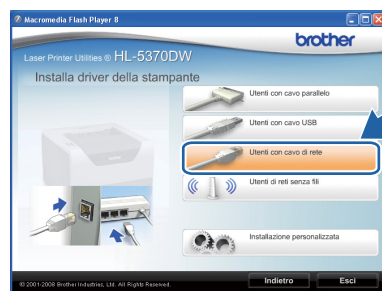 Macromedia Flash Player 8
brother
Laser Printer Utilities ® HL-5370DW
Installa driver della stampante
Utenti con cavo parallelo
Utenti con cavo USB
Utenti con cavo di rete
Utenti di reti senza fili
Installazione personalizzata
© 2001-2008 Brother Industries, Ltd. All Rights Reserved.
Indietro
Esci